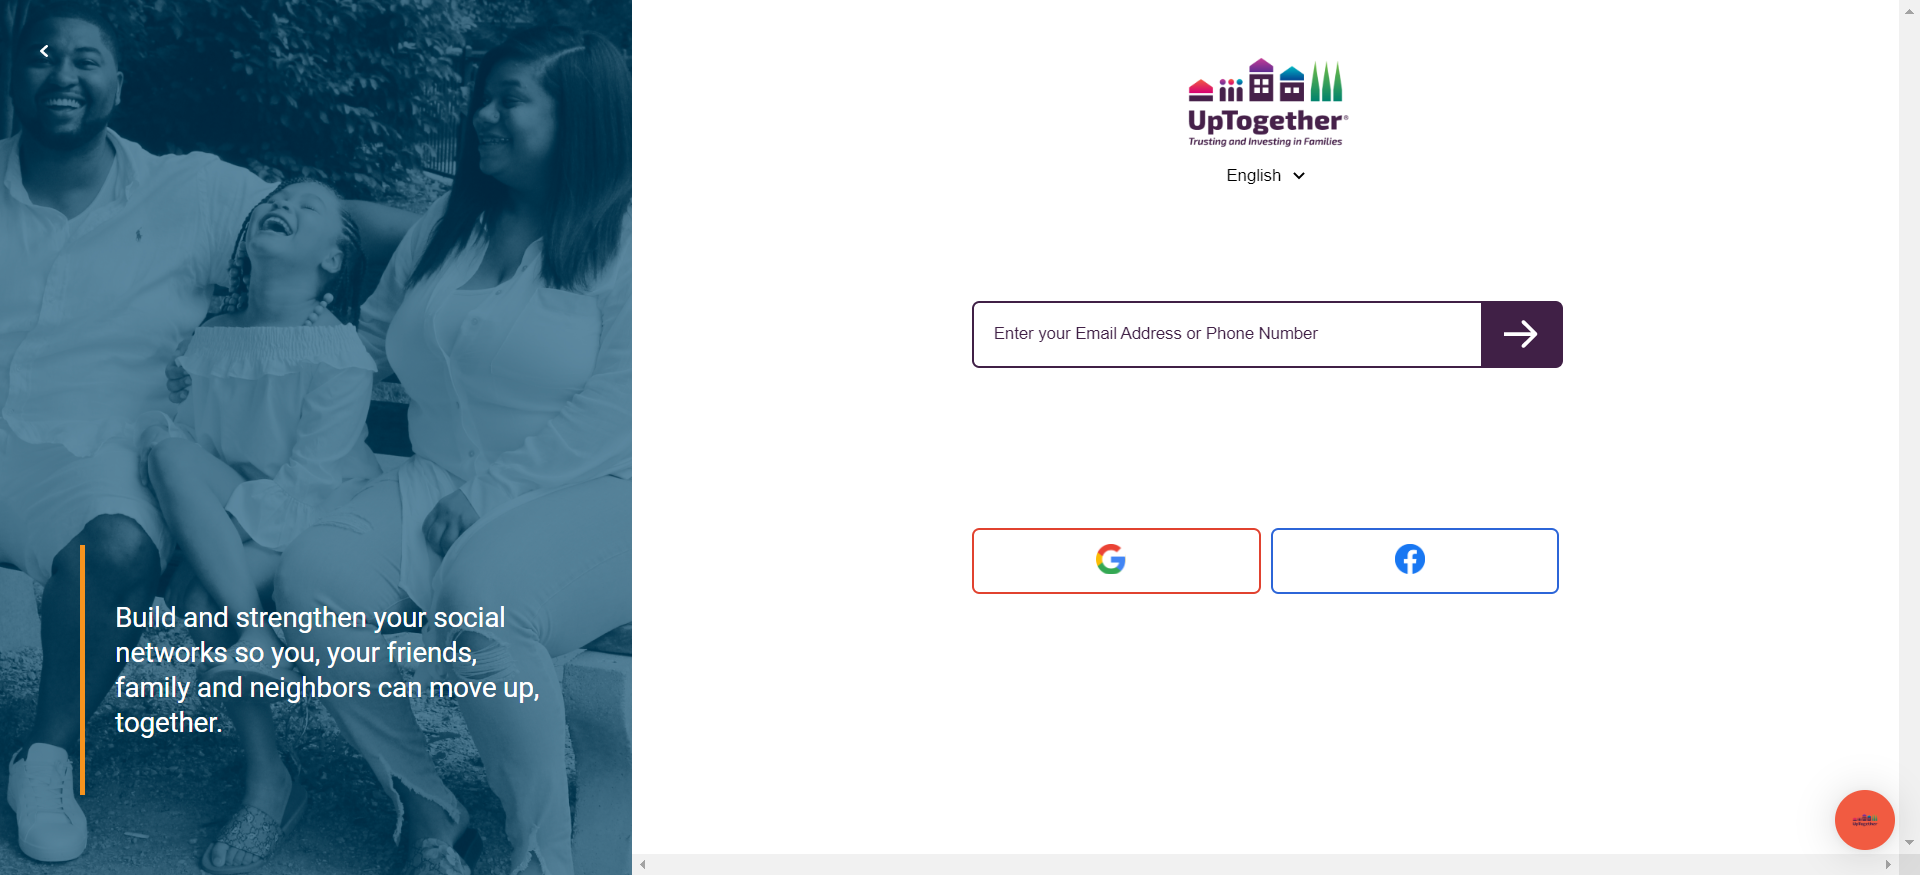 UpTogether®
Trusting and Investing in Families
English
Enter your Email Address or Phone Number
Build and strengthen your social
networks so you, your friends,
family and neighbors can move up,
together.
UpTogether